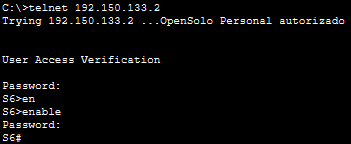 C:\>telnet 192.150.133.2
Trying 192.150.133.2 ...OpenSolo Personal autorizado
User Access Verification
Password:
S6>en
S6>enable
Password:
S6#